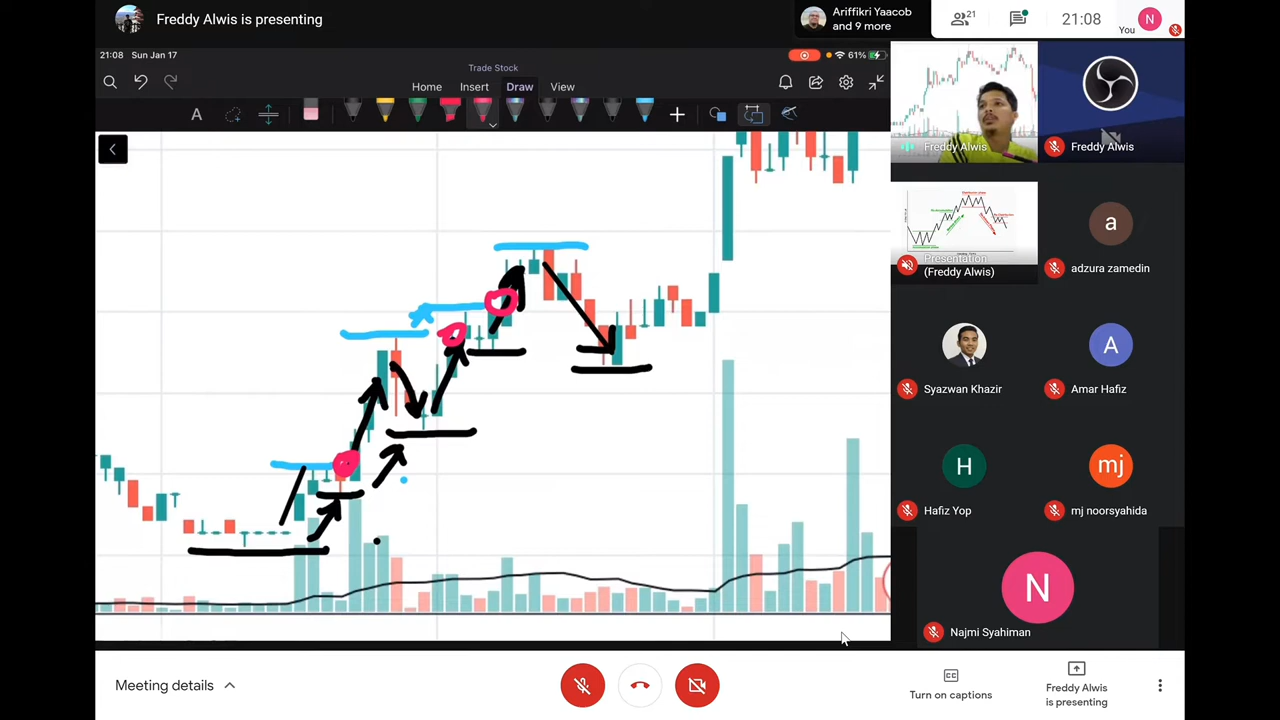 Freddy Alwis is presenting
Ariffikri Yaacob
and 9 more
21
21:08
N
You
21:08 Sun Jan 17
61%
Trade Stock
Home Insert Draw View
A
Freddy Alwis
Freddy Alwis
Distribution phase
Presentation
(Freddy Alwis)
a
adzura zamedin
Syazwan Khazir
A
Amar Hafiz
H
Hafiz Yop
mj
mj noorsyahida
N
Najmi Syahiman
Meeting details
Turn on captions
Freddy Alwis
is presenting